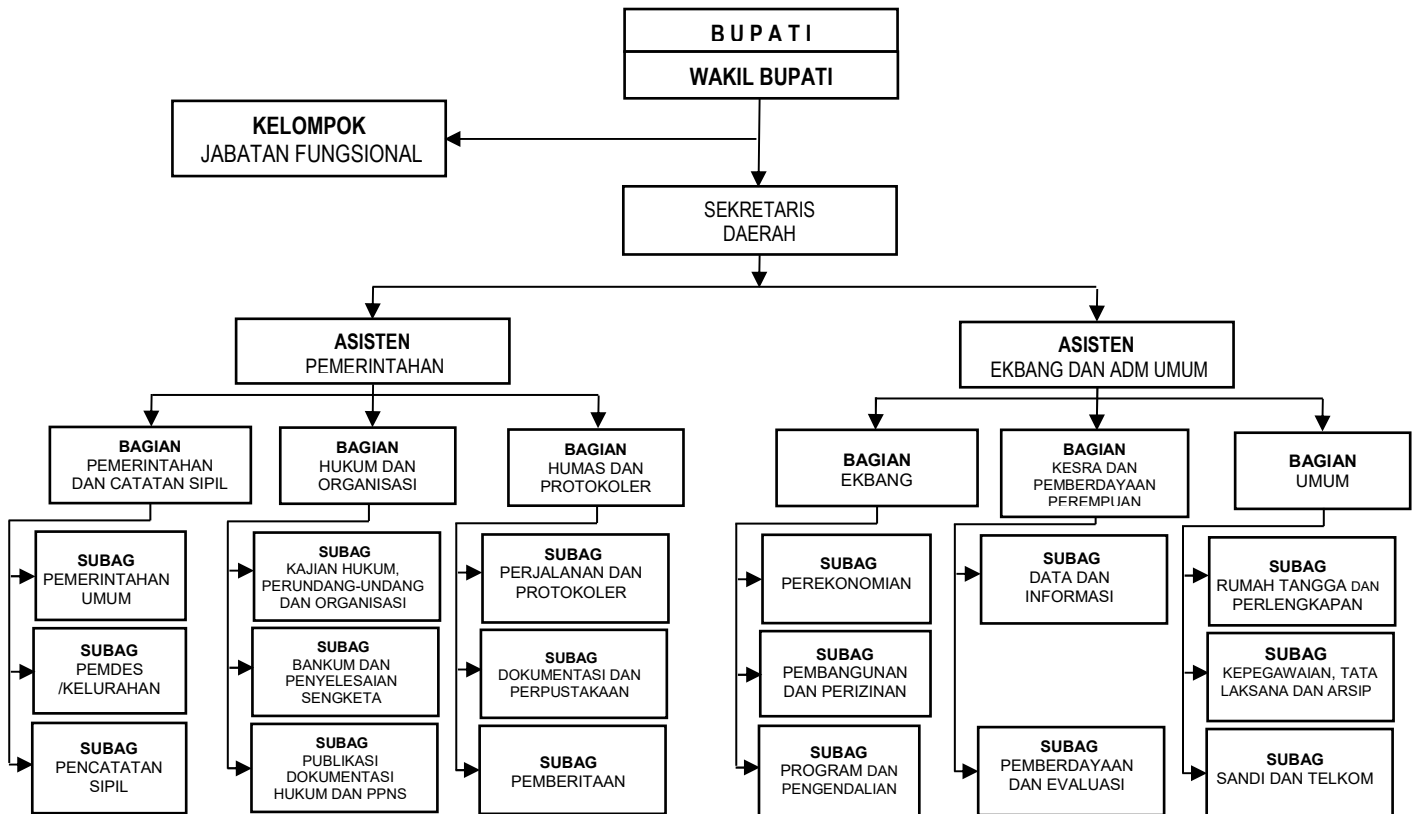 B U P A T I
WAKIL BUPATI
KELOMPOK
JABATAN FUNGSIONAL
SEKRETARIS
DAERAH
ASISTEN
PEMERINTAHAN
ASISTEN
EKBANG DAN ADM UMUM
BAGIAN
PEMERINTAHAN
DAN CATATAN SIPIL
BAGIAN
HUKUM DAN
ORGANISASI
BAGIAN
HUMAS DAN
PROTOKOLER
BAGIAN
EKBANG
BAGIAN
KESRA DAN
PEMBERDAYAAN
PEREMPUAN
BAGIAN
UMUM
SUBAG
PEMERINTAHAN
UMUM
SUBAG
KAJIAN HUKUM,
PERUNDANG-UNDANG
DAN ORGANISASI
SUBAG
PERJALANAN DAN
PROTOKOLER
SUBAG
PEREKONOMIAN
SUBAG
DATA DAN
INFORMASI
SUBAG
RUMAH TANGGA DAN
PERLENGKAPAN
SUBAG
PEMDES
/KELURAHAN
SUBAG
BANKUM DAN
PENYELESAIAN
SENGKETA
SUBAG
DOKUMENTASI DAN
PERPUSTAKAAN
SUBAG
PEMBANGUNAN
DAN PERIZINAN
SUBAG
KEPEGAWAIAN, TATA
LAKSANA DAN ARSIP
SUBAG
PENCATATAN
SIPIL
SUBAG
PUBLIKASI
DOKUMENTASI
HUKUM DAN PPNS
SUBAG
PEMBERITAAN
SUBAG
PROGRAM DAN
PENGENDALIAN
SUBAG
PEMBERDAYAAN
DAN EVALUASI
SUBAG
SANDI DAN TELKOM